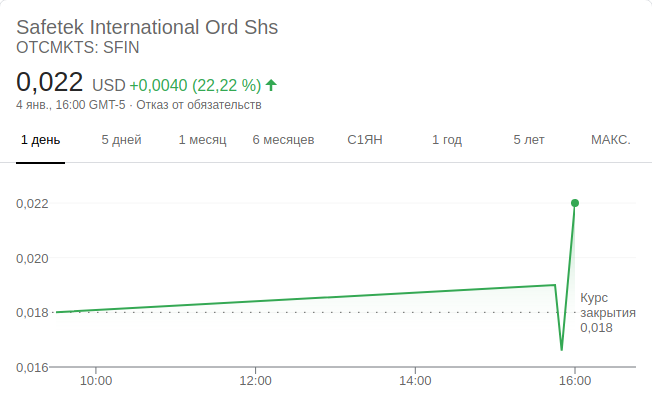 Safetek International Ord Shs
OTCMKTS: SFIN
0,022 USD +0,0040 (22,22 %)
4 янв., 16:00 GMT-5 · Отказ от обязательств
1 день 5 дней 1 месяц 6 месяцев С1ЯН 1 год 5 лет МАКС.
0,022
0,020
0,018
0,016
Курс
закрытия
0,018
10:00 12:00 14:00 16:00